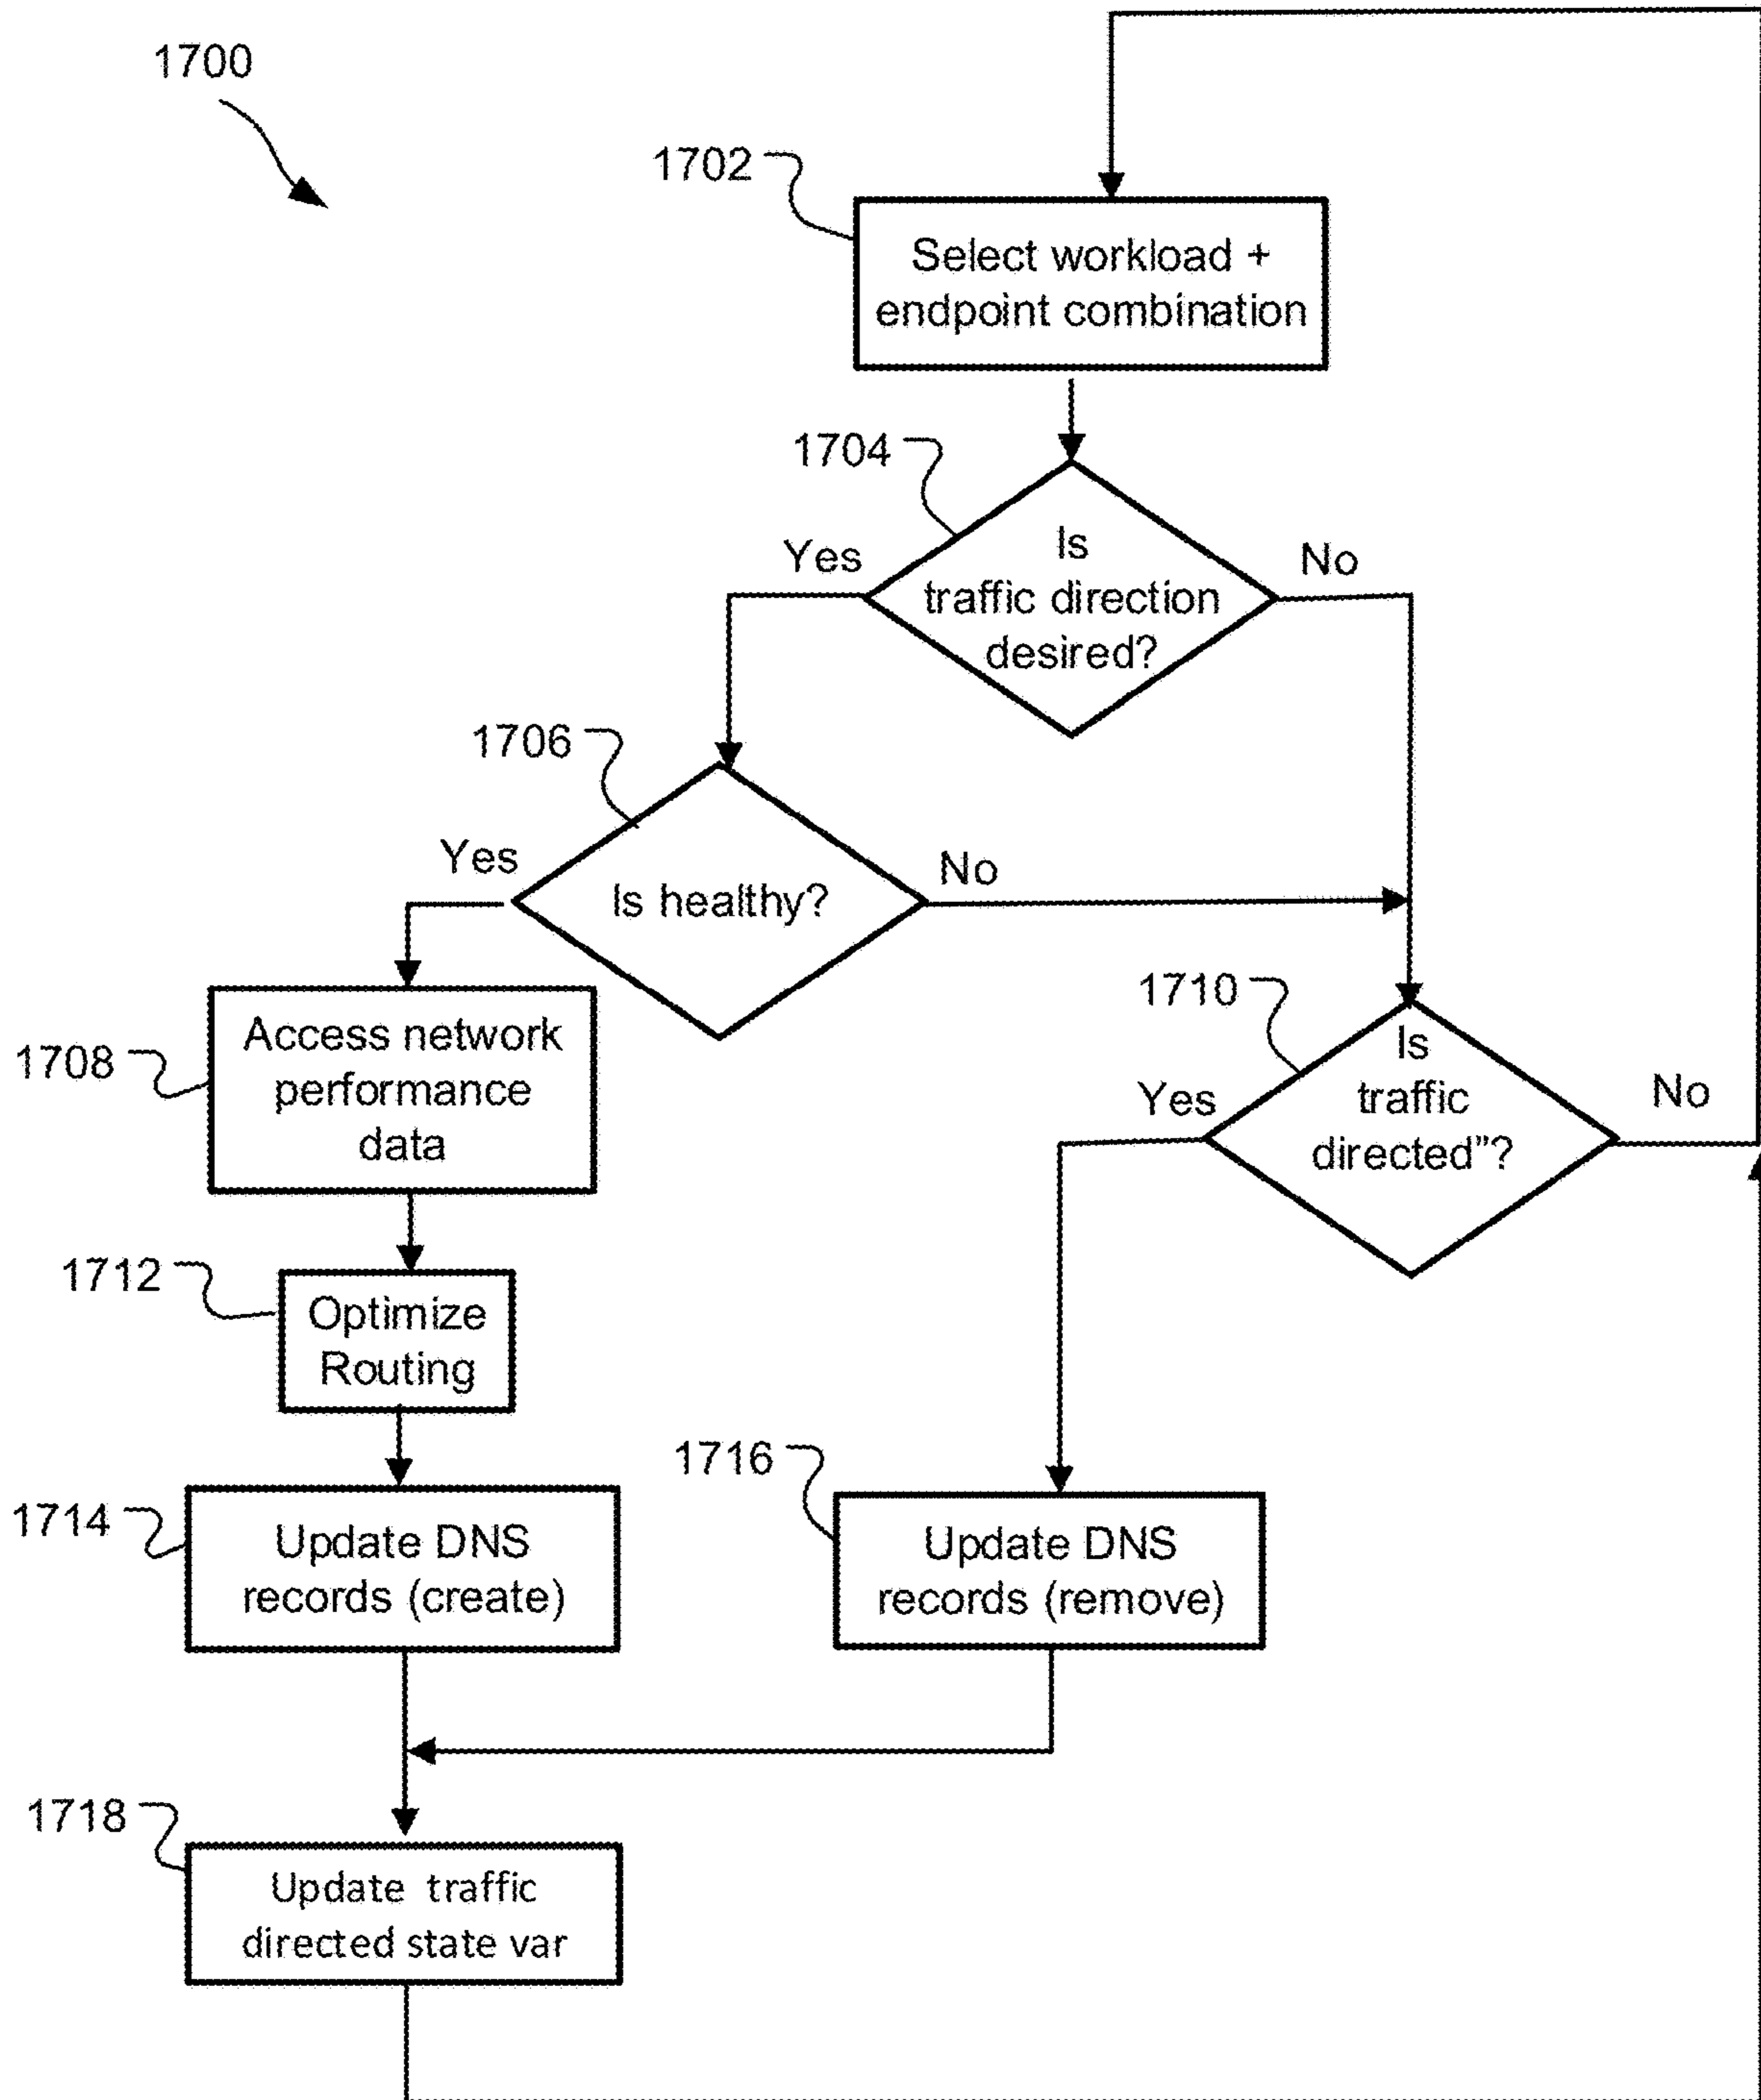 1700
1702
Select workload +
endpoint combination
1704
Yes
Is
traffic direction
desired?
No
1706
Yes
Is healthy?
No
1708
Access network
performance
data
1710
Yes
Is
traffic
directed”?
No
1712
Optimize
Routing
1714
Update DNS
records (create)
1716
Update DNS
records (remove)
1718
Update traffic
directed state var